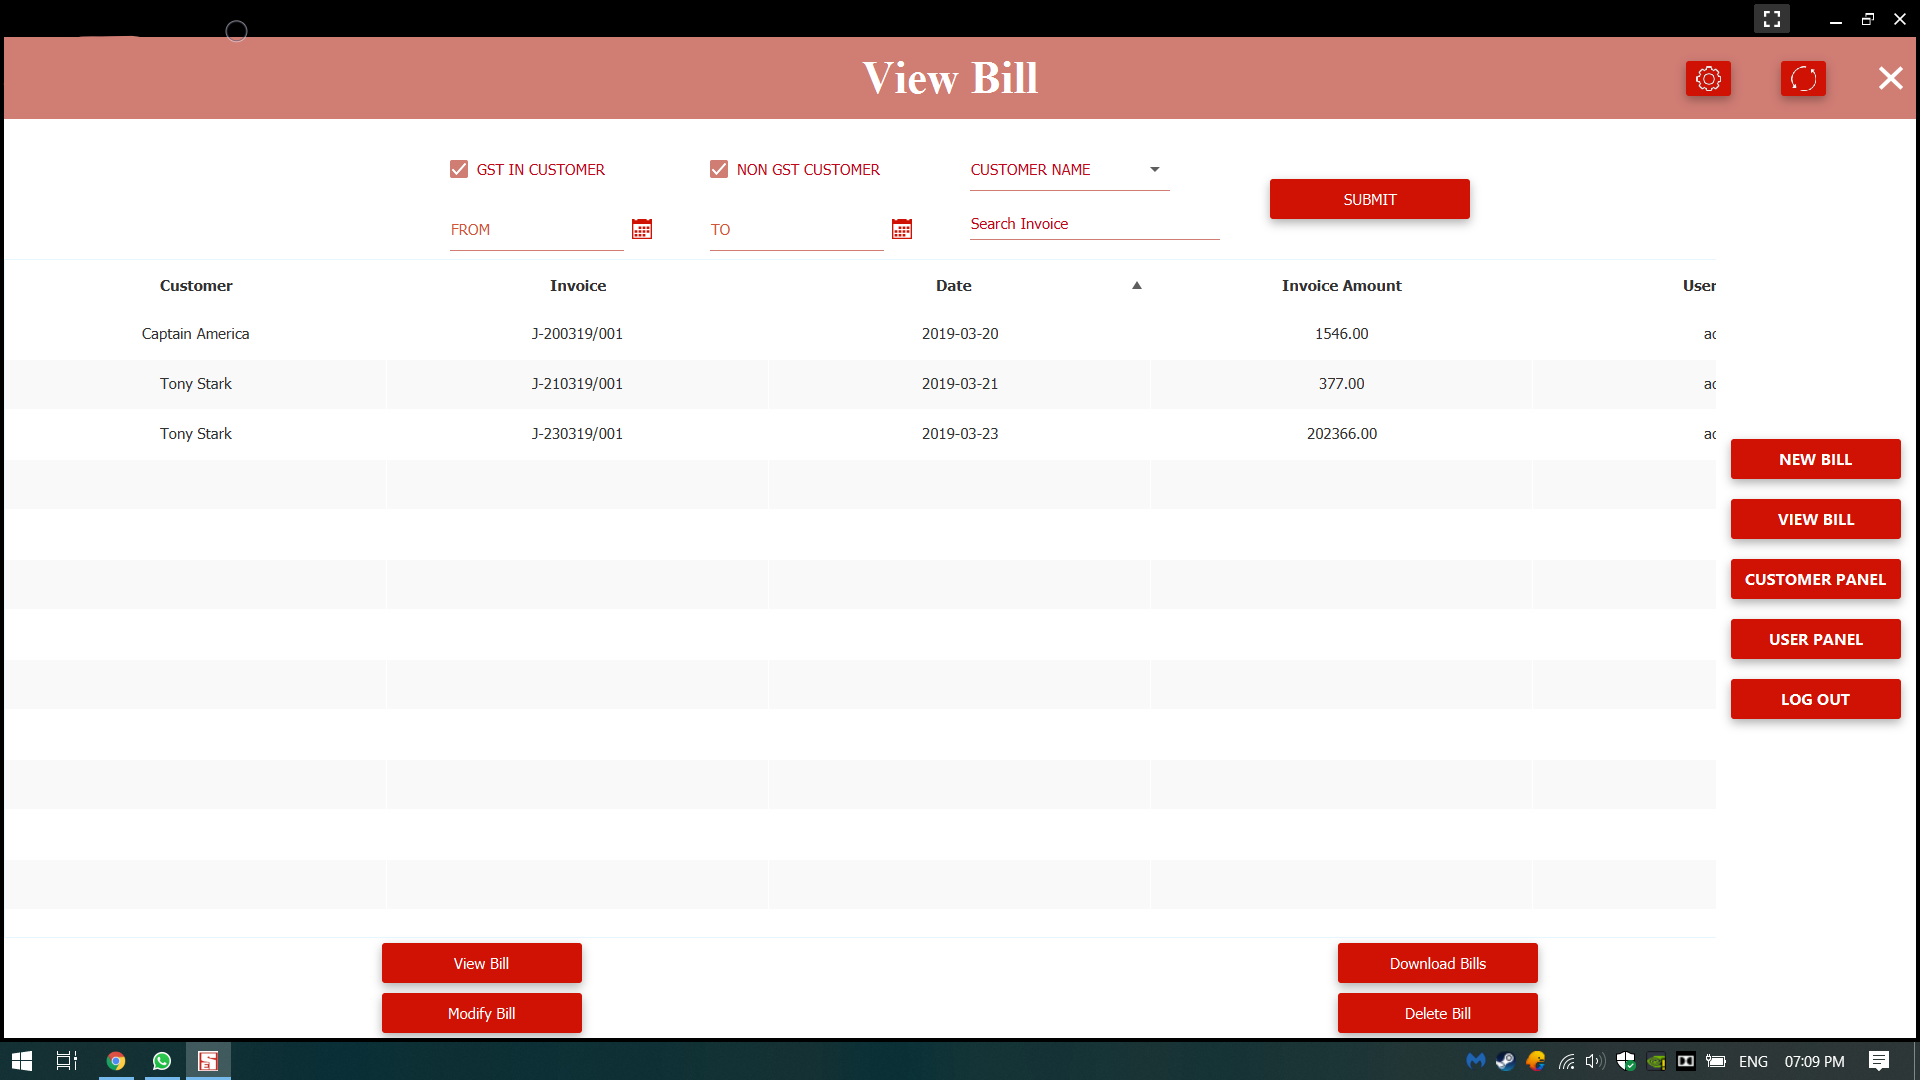 View Bill
GST IN CUSTOMER NON GST CUSTOMER CUSTOMER NAME
SUBMIT
FROM TO Search Invoice
Customer Invoice Date Invoice Amount User
Captain America J-200319/001 2019-03-20 1546.00
Tony Stark J-210319/001 2019-03-21 377.00
Tony Stark J-230319/001 2019-03-23 202366.00
NEW BILL
VIEW BILL
CUSTOMER PANEL
USER PANEL
LOG OUT
View Bill Download Bills
Modify Bill Delete Bill
ENG 07:09 PM